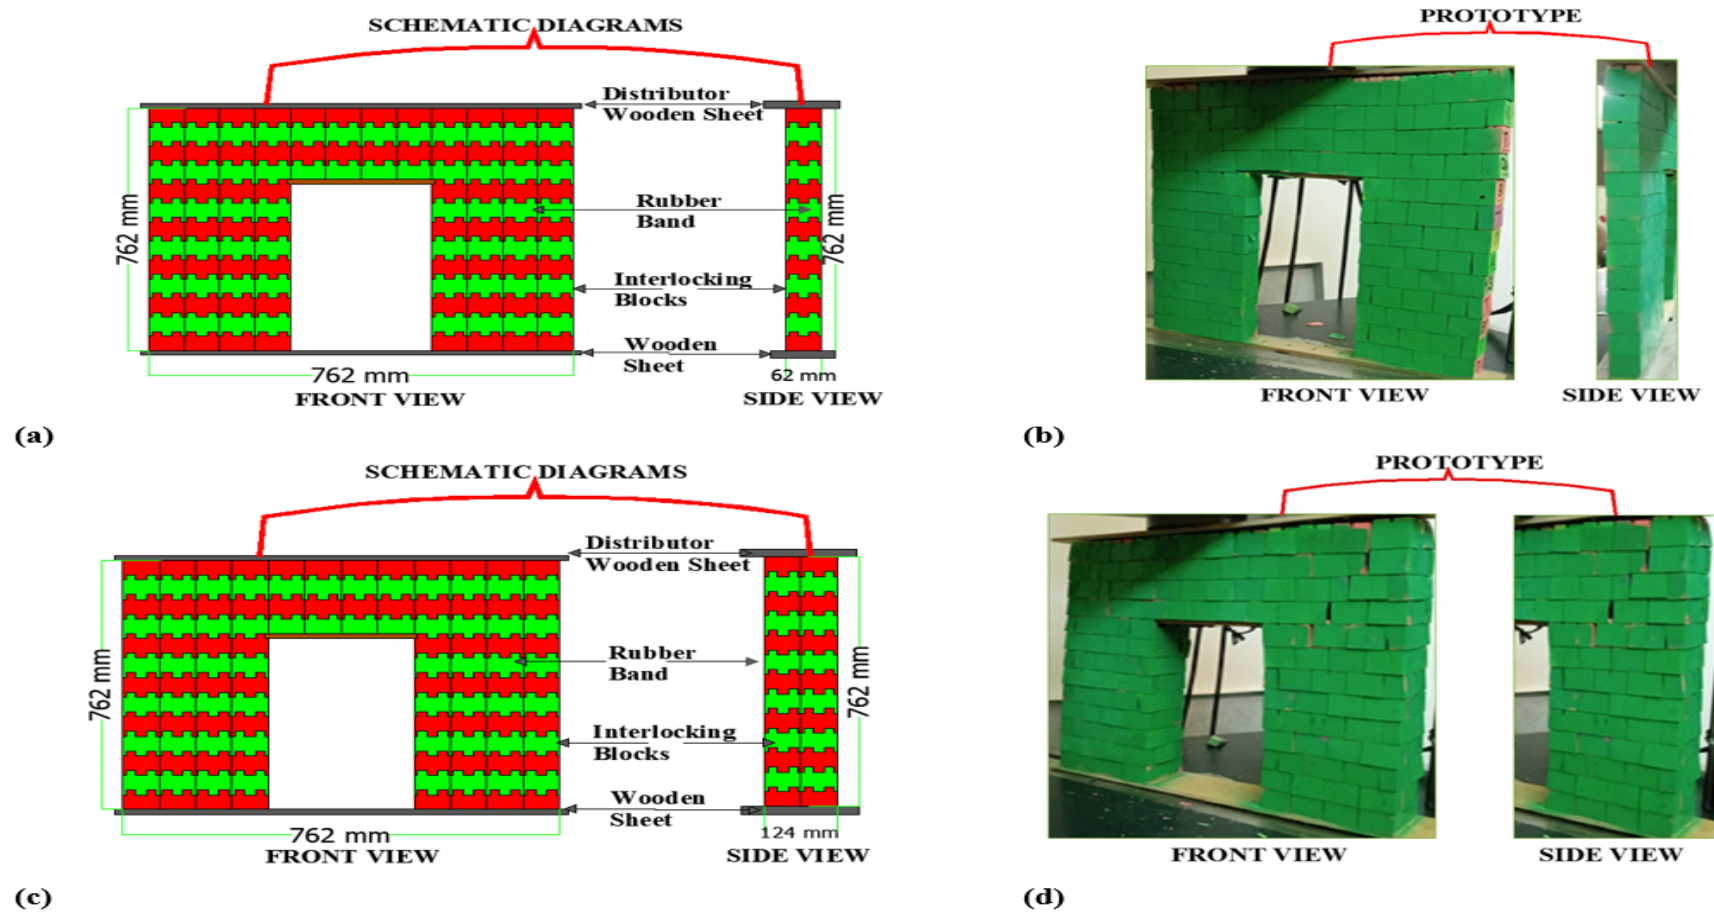 SCHEMATIC DIAGRAMS
Distributor
Wooden Sheet
Rubber
Band
Interlocking
Blocks
Wooden
Sheet
762 mm
762 mm
762 mm
62 mm
FRONT VIEW
SIDE VIEW
(a)
PROTOTYPE
FRONT VIEW
SIDE VIEW
(b)
SCHEMATIC DIAGRAMS
Distributor
Wooden Sheet
Rubber
Band
Interlocking
Blocks
Wooden
Sheet
762 mm
762 mm
762 mm
124 mm
FRONT VIEW
SIDE VIEW
(c)
PROTOTYPE
FRONT VIEW
SIDE VIEW
(d)